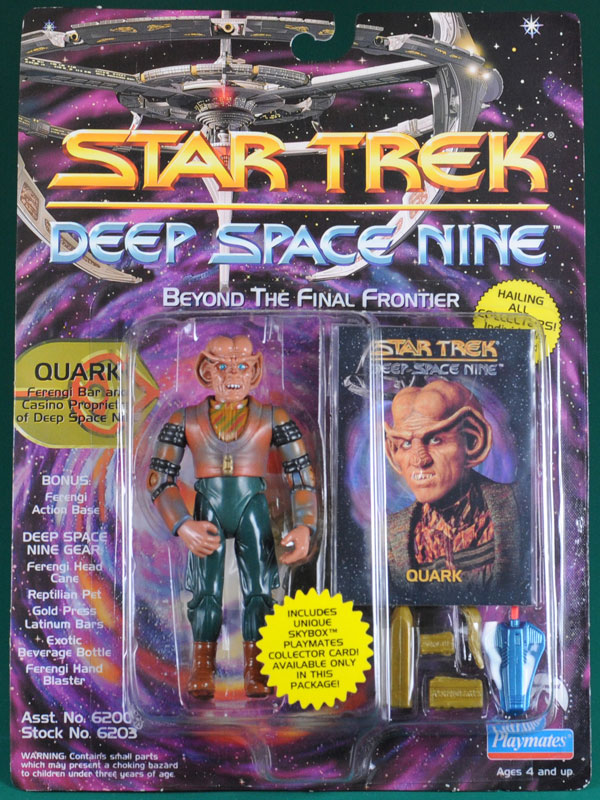 STAR TREK®
DEEP SPACE NINE™
BEYOND THE FINAL FRONTIER
HAILING
ALL
COLLECTORS!
QUARK
Ferengi Bar and
Casino Propriet
of Deep Space N
BONUS:
Ferengi
Action Base
DEEP SPACE
NINE GEAR:
Ferengi Head
Cane
Reptilian Pet
Gold Press
Latinum Bars
Exotic
Beverage Bottle
Ferengi Hand
Blaster
STAR TREK
DEEP SPACE NINE™
QUARK
INCLUDES
UNIQUE
SKYBOX™
PLAYMATES
COLLECTOR CARD!
AVAILABLE ONLY
IN THIS
PACKAGE!
Asst. No. 6200
Stock No. 6203
WARNING: Contains small parts
which may present a choking hazard
to children under three years of age.
Playmates®
Ages 4 and up.